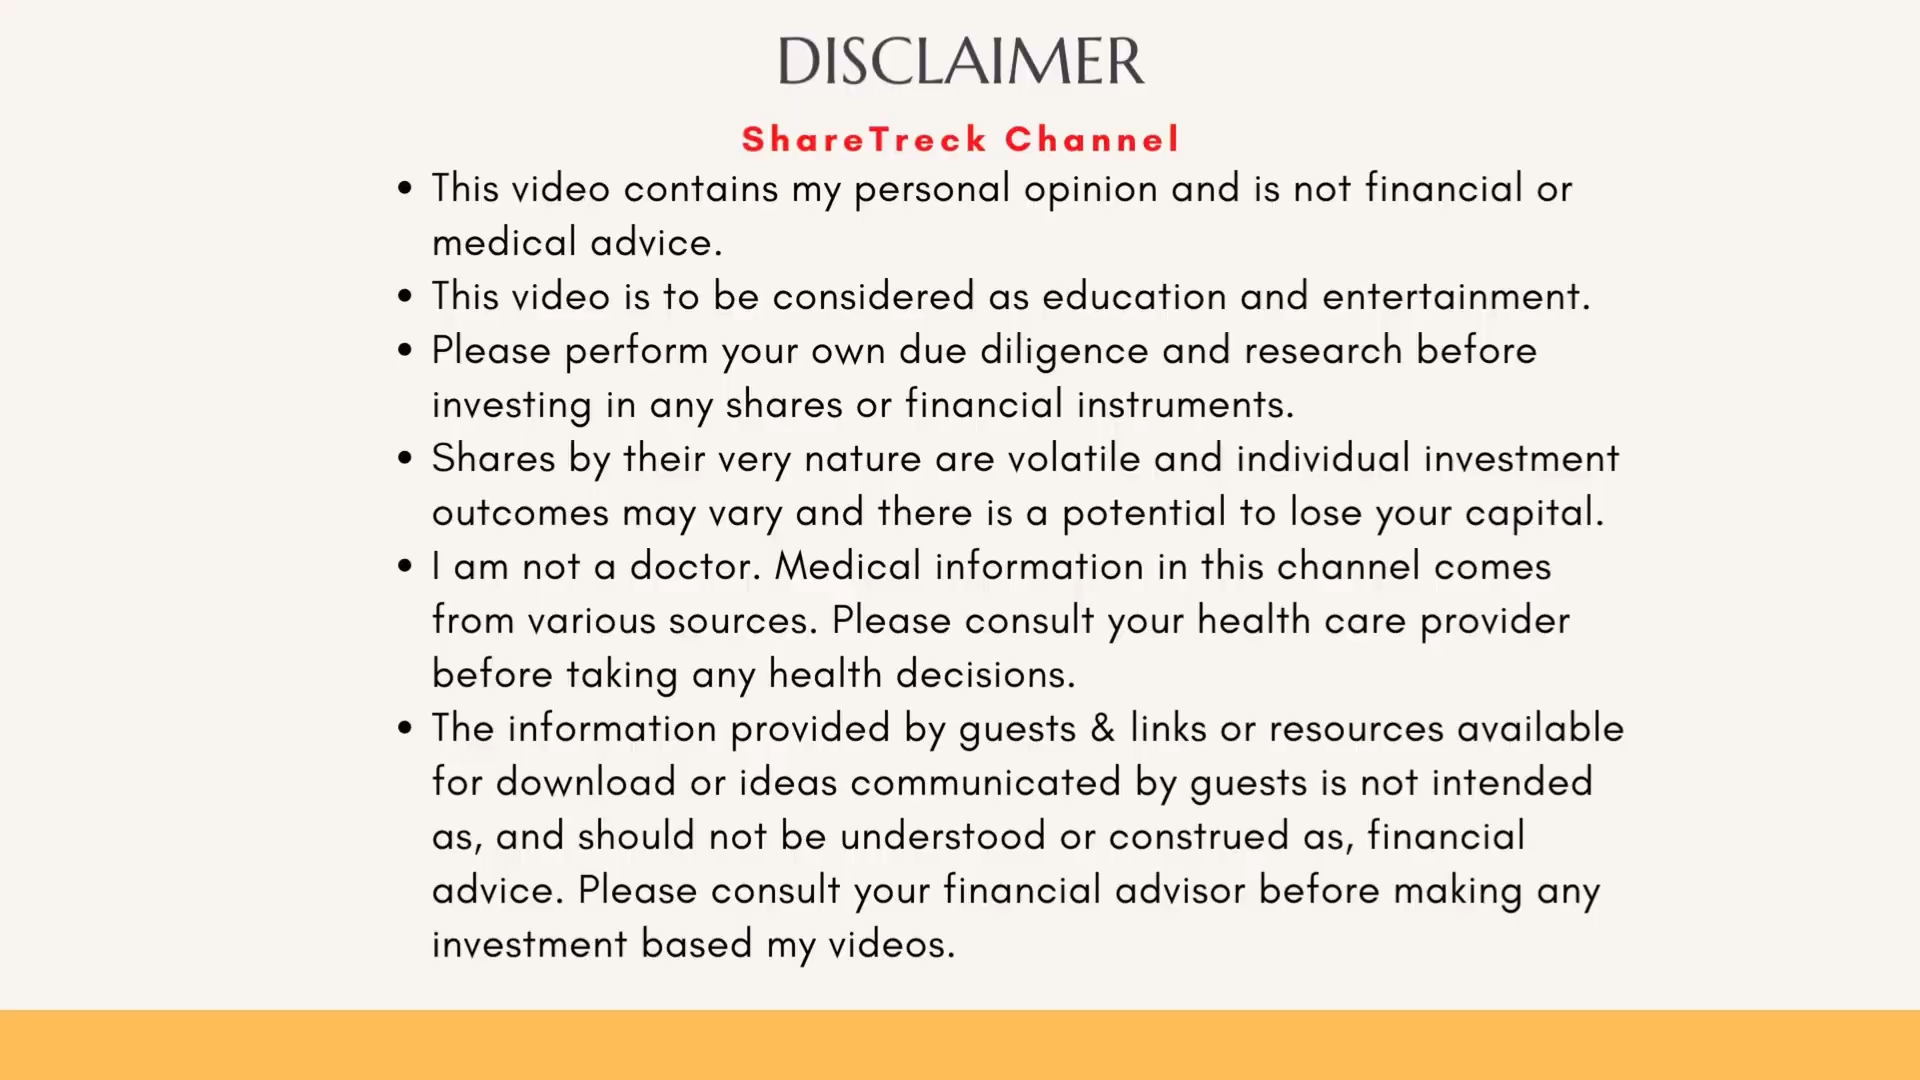 DISCLAIMER
ShareTreck Channel
• This video contains my personal opinion and is not financial or
medical advice.
• This video is to be considered as education and entertainment.
• Please perform your own due diligence and research before
investing in any shares or financial instruments.
• Shares by their very nature are volatile and individual investment
outcomes may vary and there is a potential to lose your capital.
• I am not a doctor. Medical information in this channel comes
from various sources. Please consult your health care provider
before taking any health decisions.
• The information provided by guests & links or resources available
for download or ideas communicated by guests is not intended
as, and should not be understood or construed as, financial
advice. Please consult your financial advisor before making any
investment based my videos.